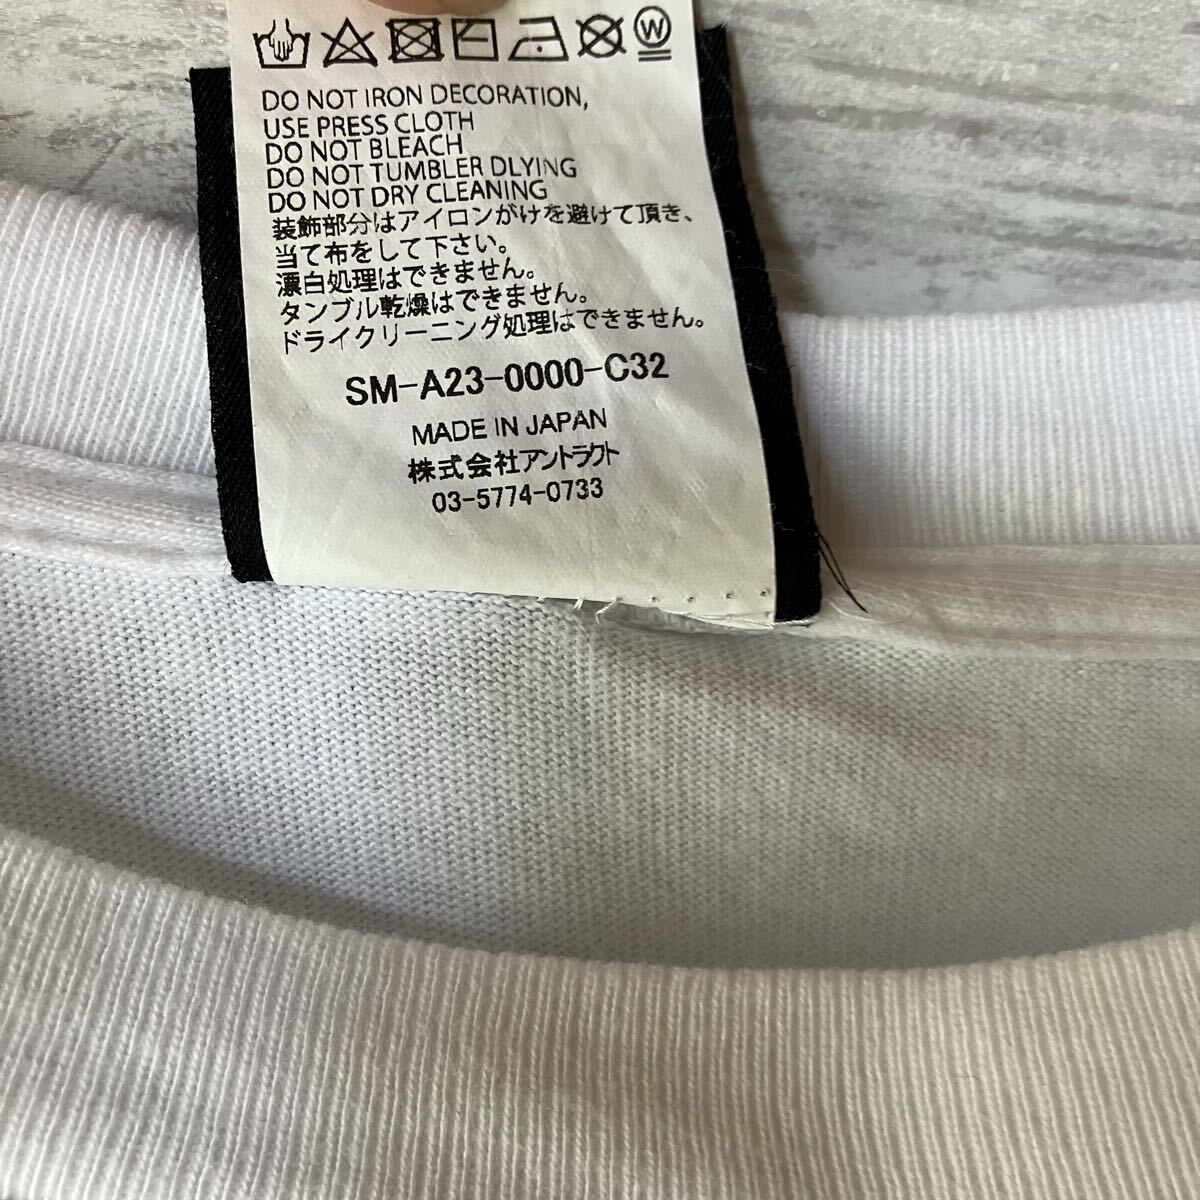 W
DO NOT IRON DECORATION,
USE PRESS CLOTH
DO NOT BLEACH
DO NOT TUMBLER DLYING
DO NOT DRY CLEANING
装飾部分はアイロンがけを避けて頂き、
当て布をして下さい。
漂白処理はできません。
タンブル乾燥はできません。
ドライクリーニング処理はできません。
SM-A23-0000-C32
MADE IN JAPAN
株式会社アントラクト
03-5774-0733